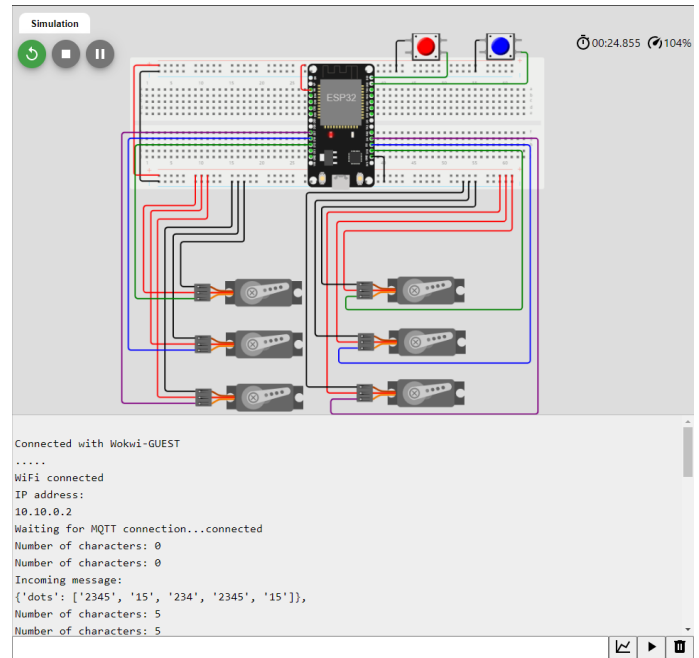 Simulation
00:24.855 104%
ESP32
Connected with Wokwi-GUEST
.....
WiFi connected
IP address:
10.10.0.2
Waiting for MQTT connection...connected
Number of characters: 0
Number of characters: 0
Incoming message:
{'dots': ['2345', '15', '234', '2345', '15']},
Number of characters: 5
Number of characters: 5